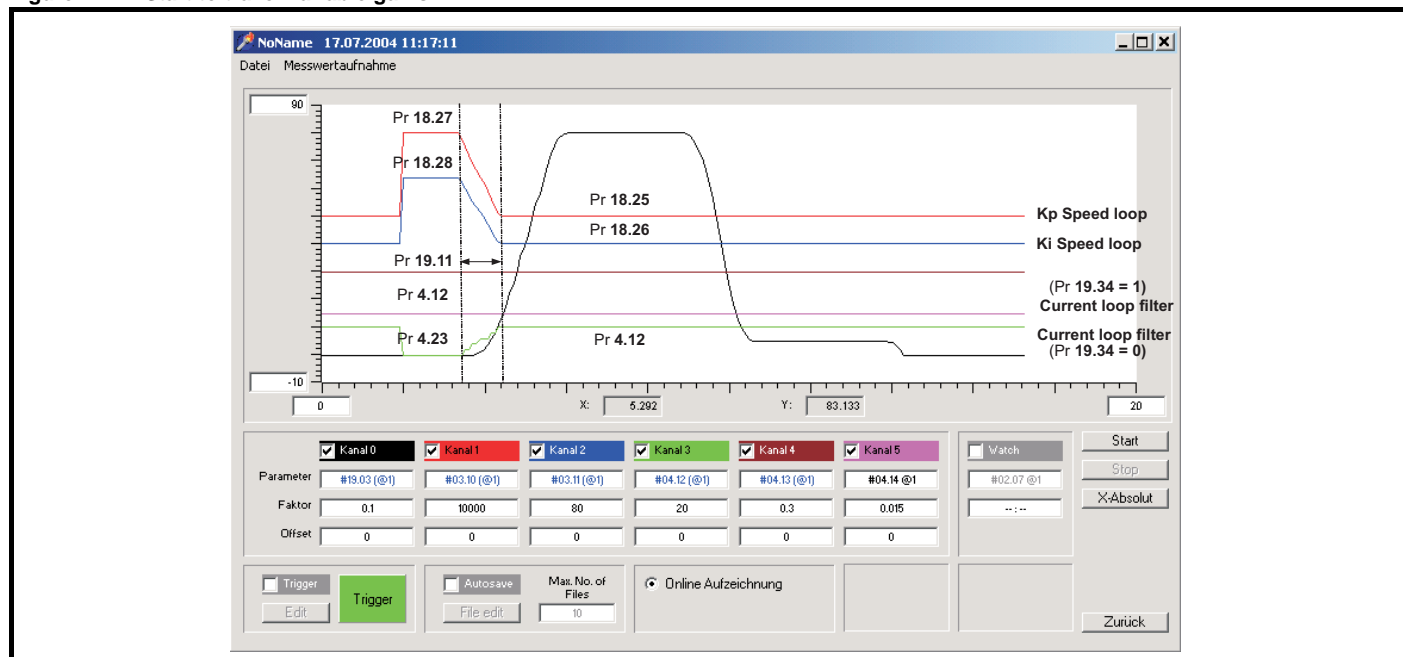 NoName 17.07.2004 11:17:11
Datei Messwertaufnahme
90
Pr 18.27
Pr 18.28
Pr 18.25
Kp Speed loop
Pr 18.26
Ki Speed loop
Pr 19.11
Pr 4.12
(Pr 19.34 = 1)
Current loop filter
Pr 4.23
Pr 4.12
Current loop filter
(Pr 19.34 = 0)
-10
0 X: 5.292 Y: 83.133 20
Kanal 0 Kanal 1 Kanal 2 Kanal 3 Kanal 4 Kanal 5 Watch Start
Parameter #19.03 (@1) #03.10 (@1) #03.11 (@1) #04.12 (@1) #04.13 (@1) #04.14 @1 #02.07 @1 Stop
Faktor 0.1 10000 80 20 0.3 0.015 --:-- X-Absolut
Offset 0 0 0 0 0 0
Trigger Trigger Autosave Max. No. of Files Online Aufzeichnung
Edit File edit 10 Zurück